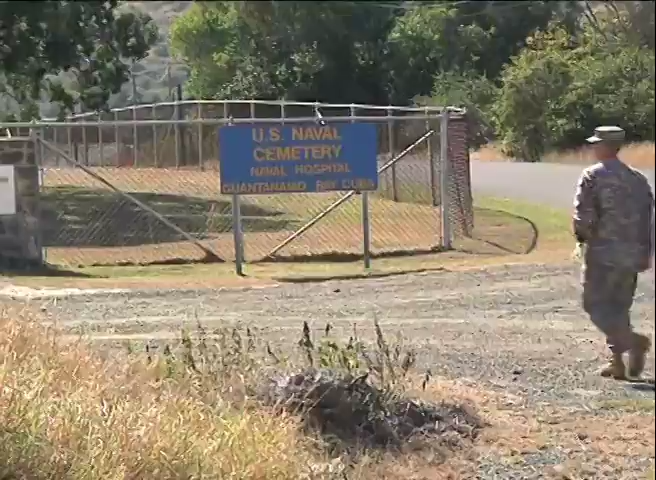 U.S. NAVAL
CEMETERY
NAVAL HOSPITAL
GUANTANAMO BAY CUBA